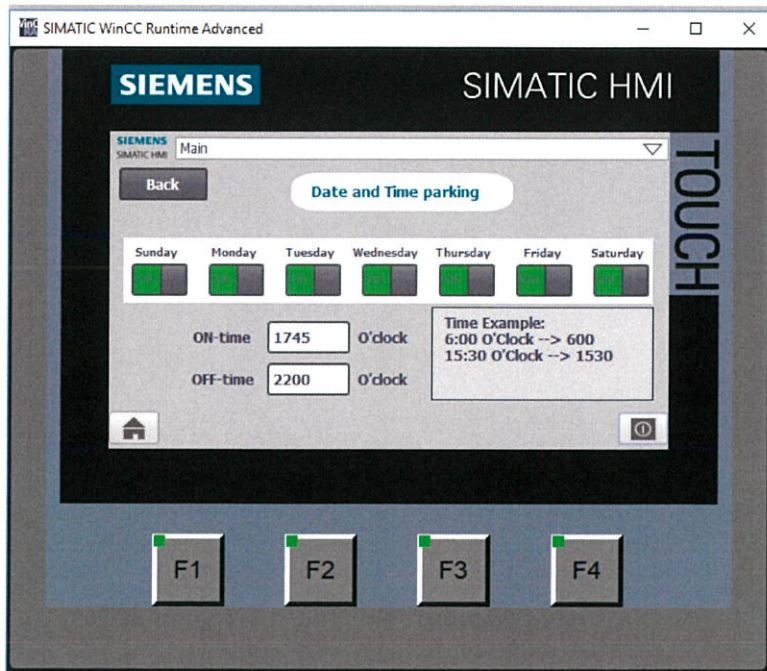 SIMATIC WinCC Runtime Advanced
SIEMENS
SIMATIC HMI
TOUCH
SIEMENS
SIMATIC HMI
Main
Back
Date and Time parking
Sunday Monday Tuesday Wednesday Thursday Friday Saturday
ON-time 1745 O'clock
OFF-time 2200 O'clock
Time Example:
6:00 O'Clock --> 600
15:30 O'Clock --> 1530
F1 F2 F3 F4